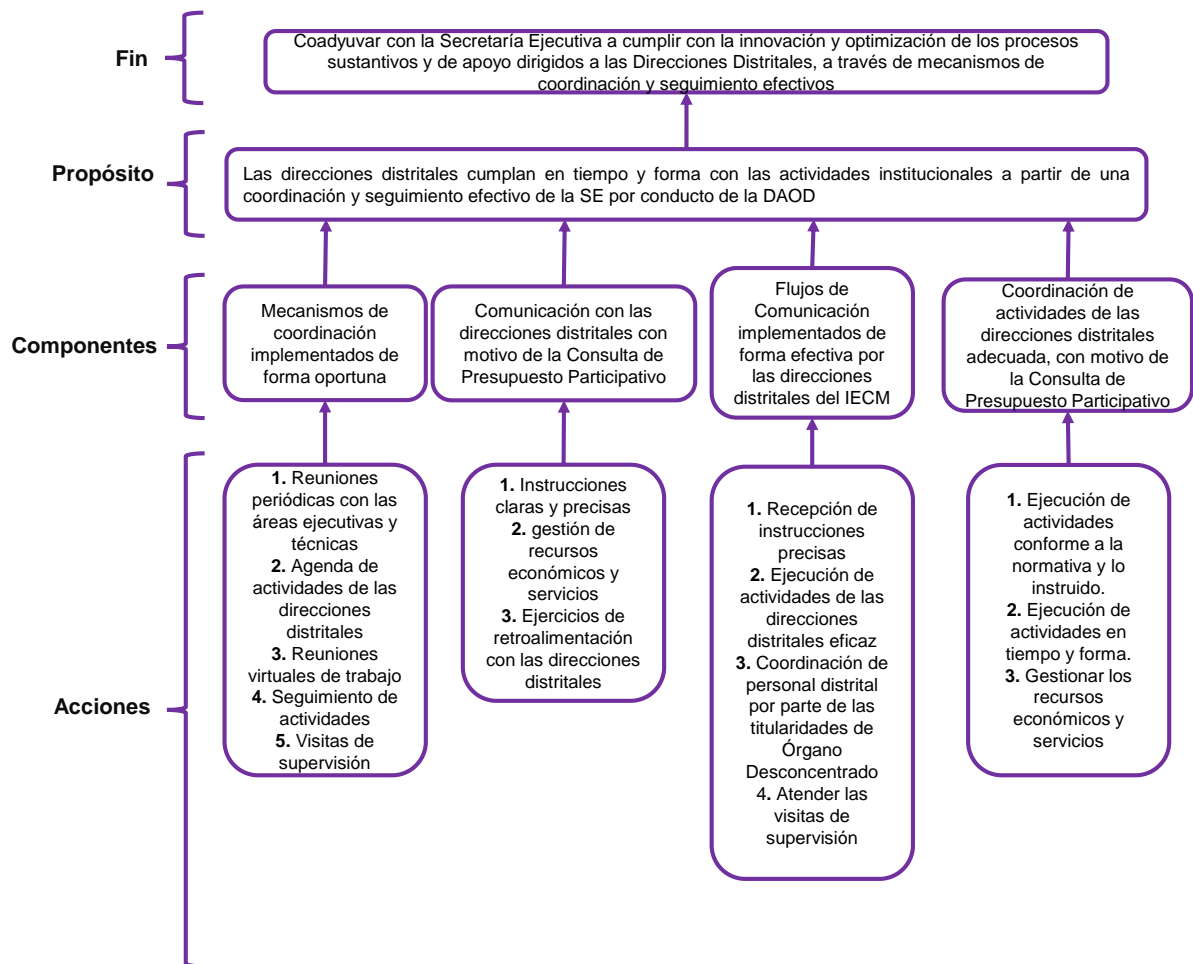 Fin
Coadyuvar con la Secretaría Ejecutiva a cumplir con la innovación y optimización de los procesos
sustantivos y de apoyo dirigidos a las Direcciones Distritales, a través de mecanismos de
coordinación y seguimiento efectivos
Propósito
Las direcciones distritales cumplan en tiempo y forma con las actividades institucionales a partir de una
coordinación y seguimiento efectivo de la SE por conducto de la DAOD
Componentes
Mecanismos de
coordinación
implementados de
forma oportuna
Comunicación con las
direcciones distritales con
motivo de la Consulta de
Presupuesto Participativo
Flujos de
Comunicación
implementados de
forma efectiva por
las direcciones
distritales del IECM
Coordinación de
actividades de las
direcciones distritales
adecuada, con motivo de
la Consulta de
Presupuesto Participativo
Acciones
1. Reuniones
periódicas con las
áreas ejecutivas y
técnicas
2. Agenda de
actividades de las
direcciones
distritales
3. Reuniones
virtuales de trabajo
4. Seguimiento de
actividades
5. Visitas de
supervisión
1. Instrucciones
claras y precisas
2. gestión de
recursos
económicos y
servicios
3. Ejercicios de
retroalimentación
con las direcciones
distritales
1. Recepción de
instrucciones
precisas
2. Ejecución de
actividades de las
direcciones
distritales eficaz
3. Coordinación de
personal distrital
por parte de las
titularidades de
Órgano
Desconcentrado
4. Atender las
visitas de
supervisión
1. Ejecución de
actividades
conforme a la
normativa y lo
instruido.
2. Ejecución de
actividades en
tiempo y forma.
3. Gestionar los
recursos
económicos y
servicios